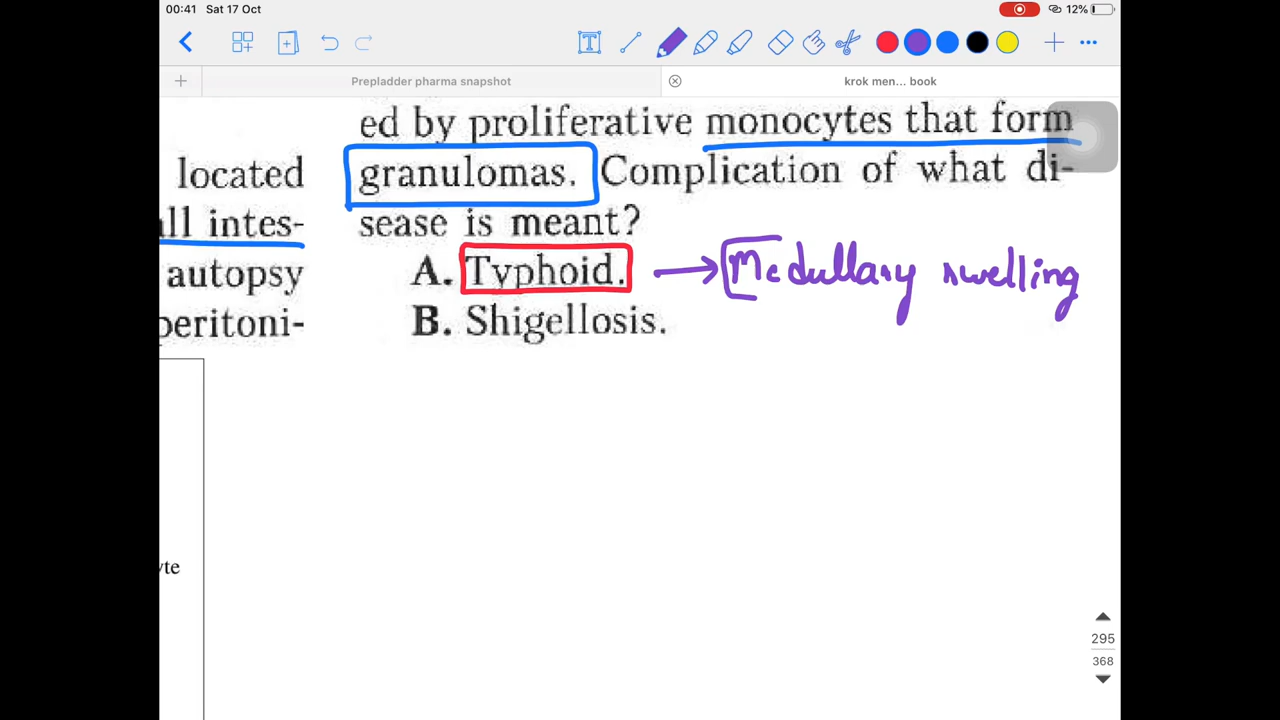 00:41 Sat 17 Oct 12%
Prepladder pharma snapshot
krok men... book
located
ll intes-
autopsy
peritoni-
ed by proliferative monocytes that form
granulomas. Complication of what di-
sease is meant?
A. Typhoid. → Medullary swelling
B. Shigellosis.
yte
295
368